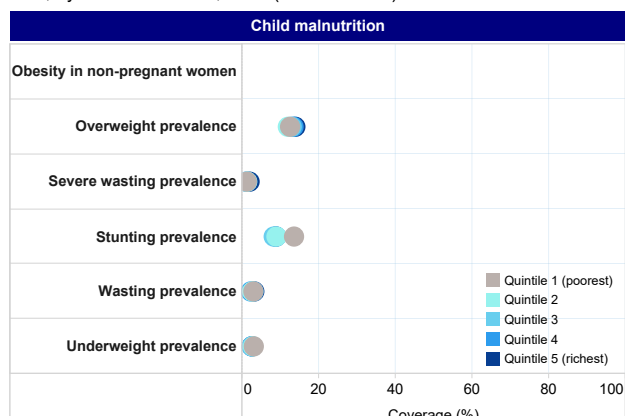 Child malnutrition
Obesity in non-pregnant women
Overweight prevalence
Severe wasting prevalence
Stunting prevalence
Wasting prevalence
Underweight prevalence
Quintile 1 (poorest)
Quintile 2
Quintile 3
Quintile 4
Quintile 5 (richest)
0 20 40 60 80 100
Coverage (%)